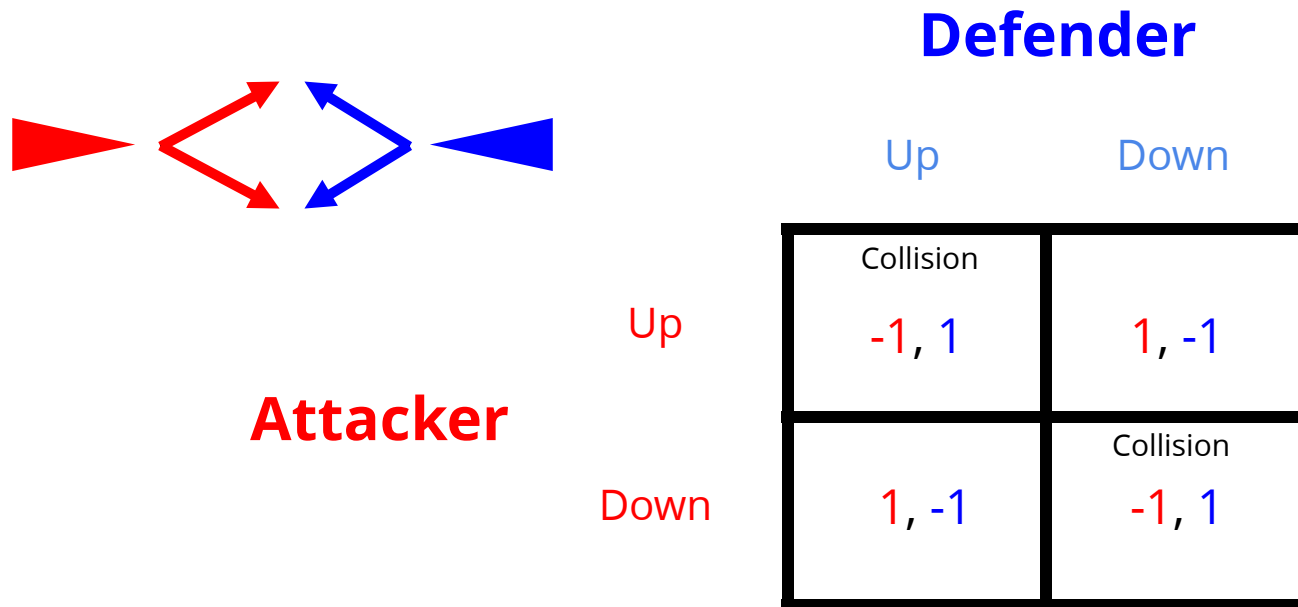 Defender
Up Down
Collision
Up
-1, 1 1, -1
Attacker
Collision
Down
1, -1 -1, 1